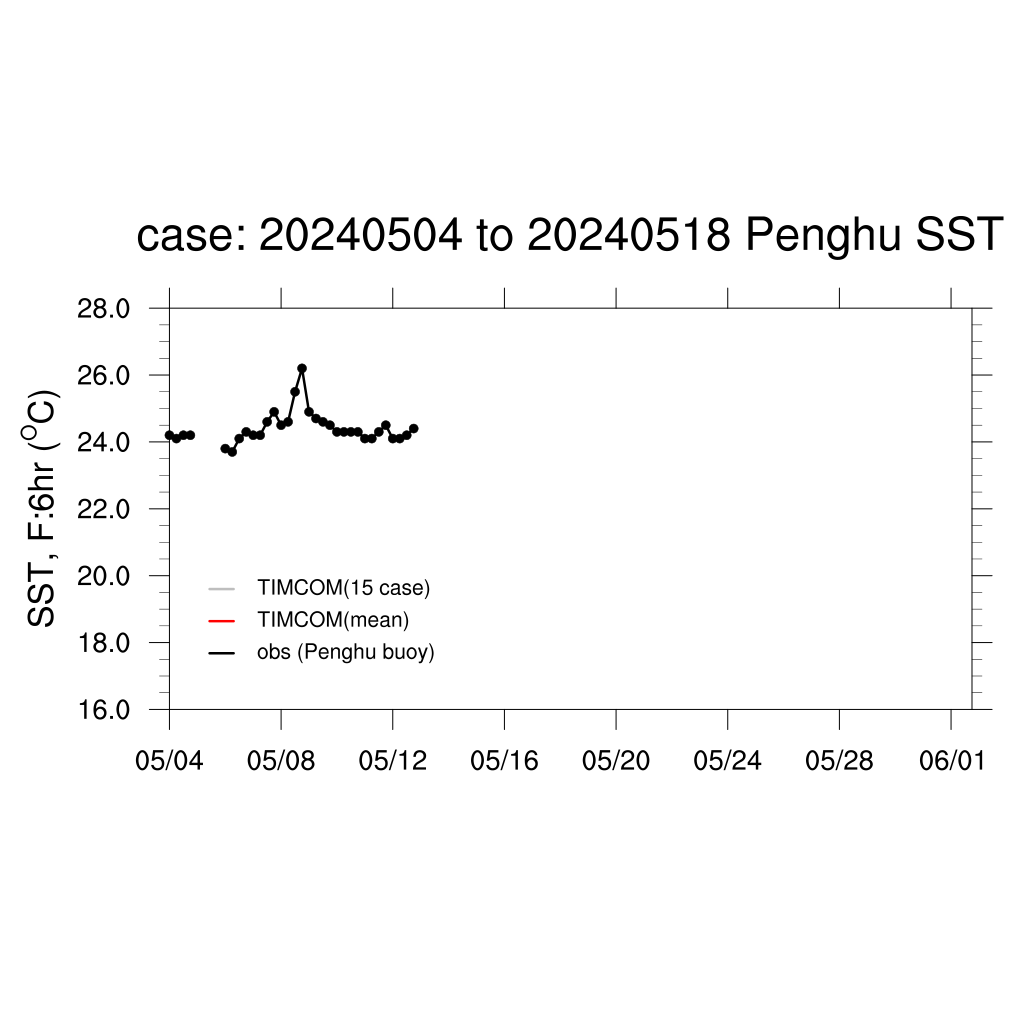 case: 20240504 to 20240518 Penghu SST
28.0
26.0
24.0
22.0
20.0
18.0
16.0
SST, F:6hr (°C)
TIMCOM(15 case)
TIMCOM(mean)
obs (Penghu buoy)
05/04 05/08 05/12 05/16 05/20 05/24 05/28 06/01